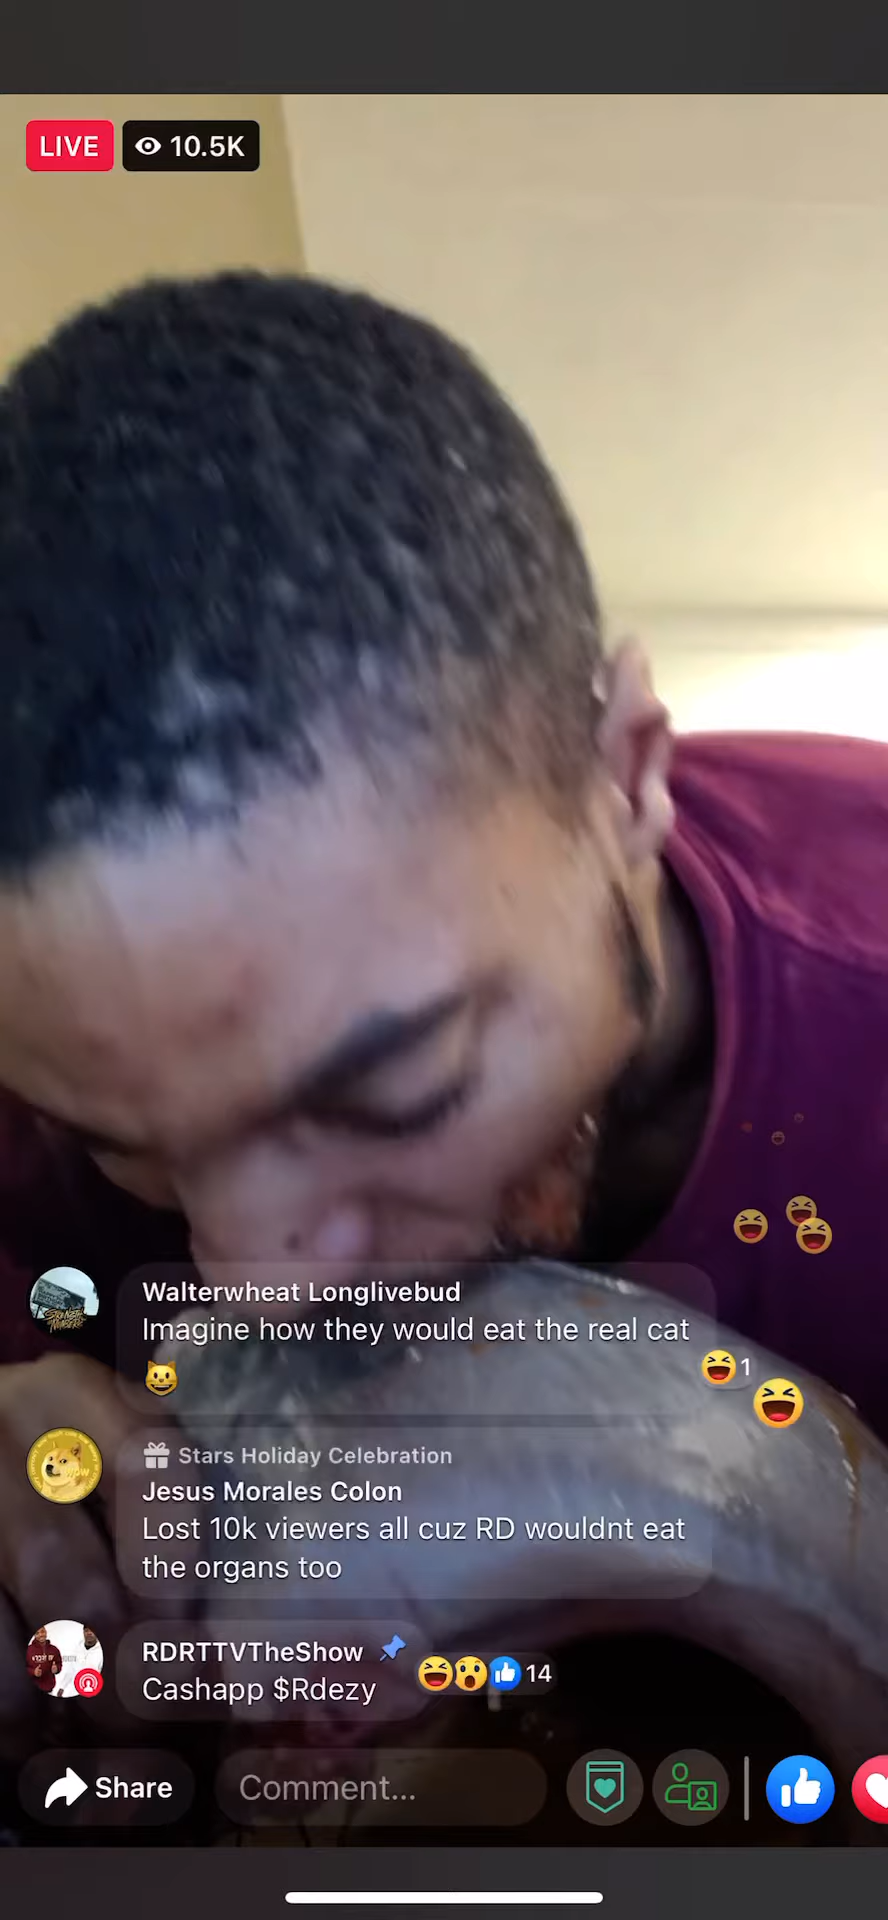 LIVE 10.5K
Walterwheat Longlivebud
Imagine how they would eat the real cat
Stars Holiday Celebration
Jesus Morales Colon
Lost 10k viewers all cuz RD wouldnt eat
the organs too
RDRTTVTheShow
14
Cashapp $Rdezy
Share Comment...